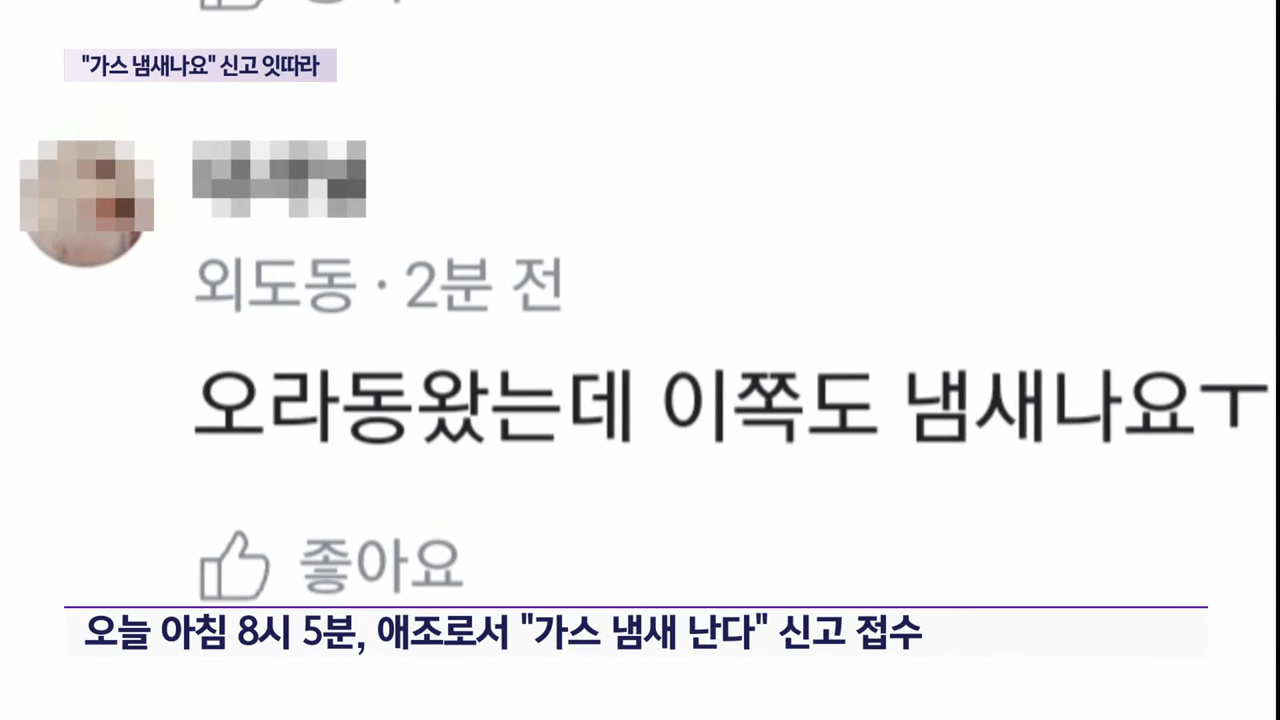 "가스 냄새나요" 신고 잇따라
외도동 · 2분 전
오라동왔는데 이쪽도 냄새나요ㅜ
좋아요
오늘 아침 8시 5분, 애조로서 "가스 냄새 난다" 신고 접수